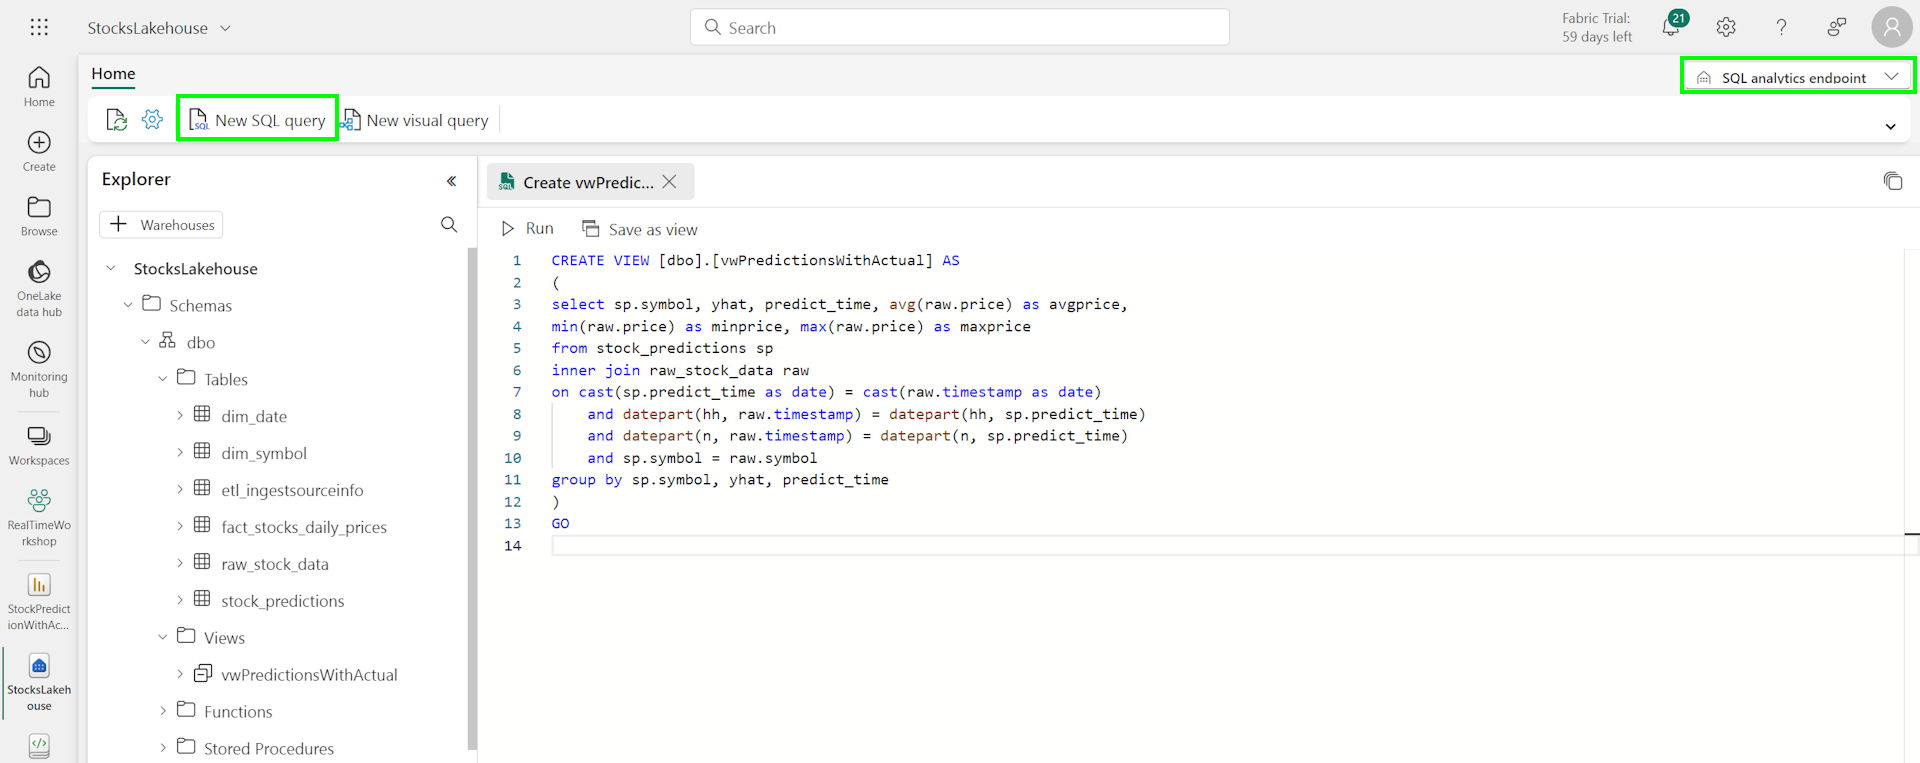 StocksLakehouse
Search
Fabric Trial:
59 days left
21
Home
SQL analytics endpoint
New SQL query
New visual query
Home
Create
Browse
OneLake
data hub
Monitoring
hub
Workspaces
RealTimeWo
rkshop
StockPredict
ionWithAc...
StocksLakeh
ouse
Explorer
Warehouses
StocksLakehouse
Schemas
dbo
Tables
dim_date
dim_symbol
etl_ingestsourceinfo
fact_stocks_daily_prices
raw_stock_data
stock_predictions
Views
vwPredictionsWithActual
Functions
Stored Procedures
Create vwPredic...
Run
Save as view
1 CREATE VIEW [dbo].[vwPredictionsWithActual] AS
2 (
3 select sp.symbol, yhat, predict_time, avg(raw.price) as avgprice,
4 min(raw.price) as minprice, max(raw.price) as maxprice
5 from stock_predictions sp
6 inner join raw_stock_data raw
7 on cast(sp.predict_time as date) = cast(raw.timestamp as date)
8 and datepart(hh, raw.timestamp) = datepart(hh, sp.predict_time)
9 and datepart(n, raw.timestamp) = datepart(n, sp.predict_time)
10 and sp.symbol = raw.symbol
11 group by sp.symbol, yhat, predict_time
12 )
13 GO
14